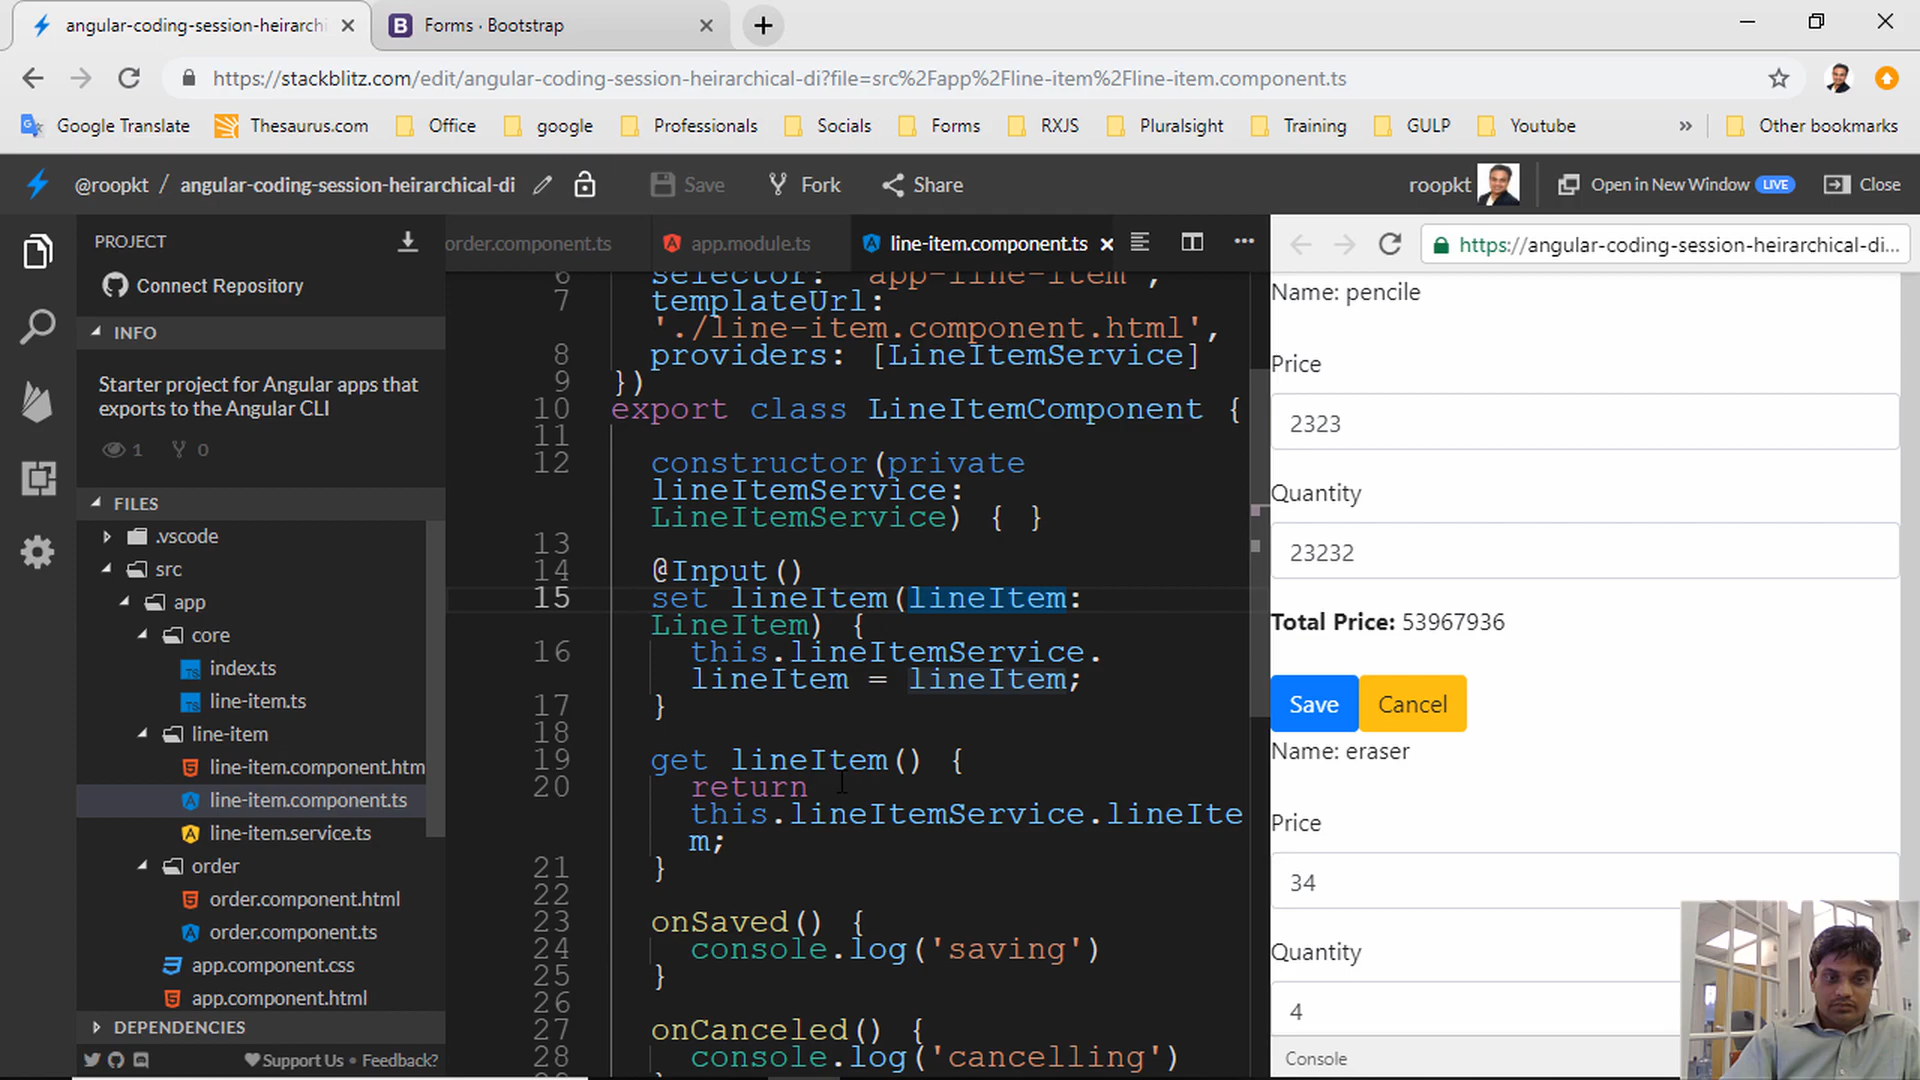 angular-coding-session-heirarchi
Forms · Bootstrap
https://stackblitz.com/edit/angular-coding-session-heirarchical-di?file=src%2Fapp%2Fline-item%2Fline-item.component.ts
Google Translate
Thesaurus.com
Office
google
Professionals
Socials
Forms
RXJS
Pluralsight
Training
GULP
Youtube
»
Other bookmarks
@roopkt / angular-coding-session-heirarchical-di
Save
Fork
Share
roopkt
Open in New Window LIVE
Close
PROJECT
Connect Repository
INFO
Starter project for Angular apps that
exports to the Angular CLI
1
0
FILES
.vscode
src
app
core
index.ts
line-item.ts
line-item
line-item.component.htm
line-item.component.ts
line-item.service.ts
order
order.component.html
order.component.ts
app.component.css
app.component.html
DEPENDENCIES
Support Us • Feedback?
order.component.ts
app.module.ts
line-item.component.ts
6 selector: 'app-line-item',
7 templateUrl:
'./line-item.component.html',
8 providers: [LineItemService]
9 })
10 export class LineItemComponent {
11
12 constructor(private
lineItemService:
LineItemService) { }
13
14 @Input()
15 set lineItem(lineItem:
LineItem) {
16 this.lineItemService.
lineItem = lineItem;
17 }
18
19 get lineItem() {
20 return
this.lineItemService.lineIte
m;
21 }
22
23 onSaved() {
24 console.log('saving')
25 }
26
27 onCanceled() {
28 console.log('cancelling')
https://angular-coding-session-heirarchical-di...
Name: pencile
Price
2323
Quantity
23232
Total Price: 53967936
Save
Cancel
Name: eraser
Price
34
Quantity
4
Console